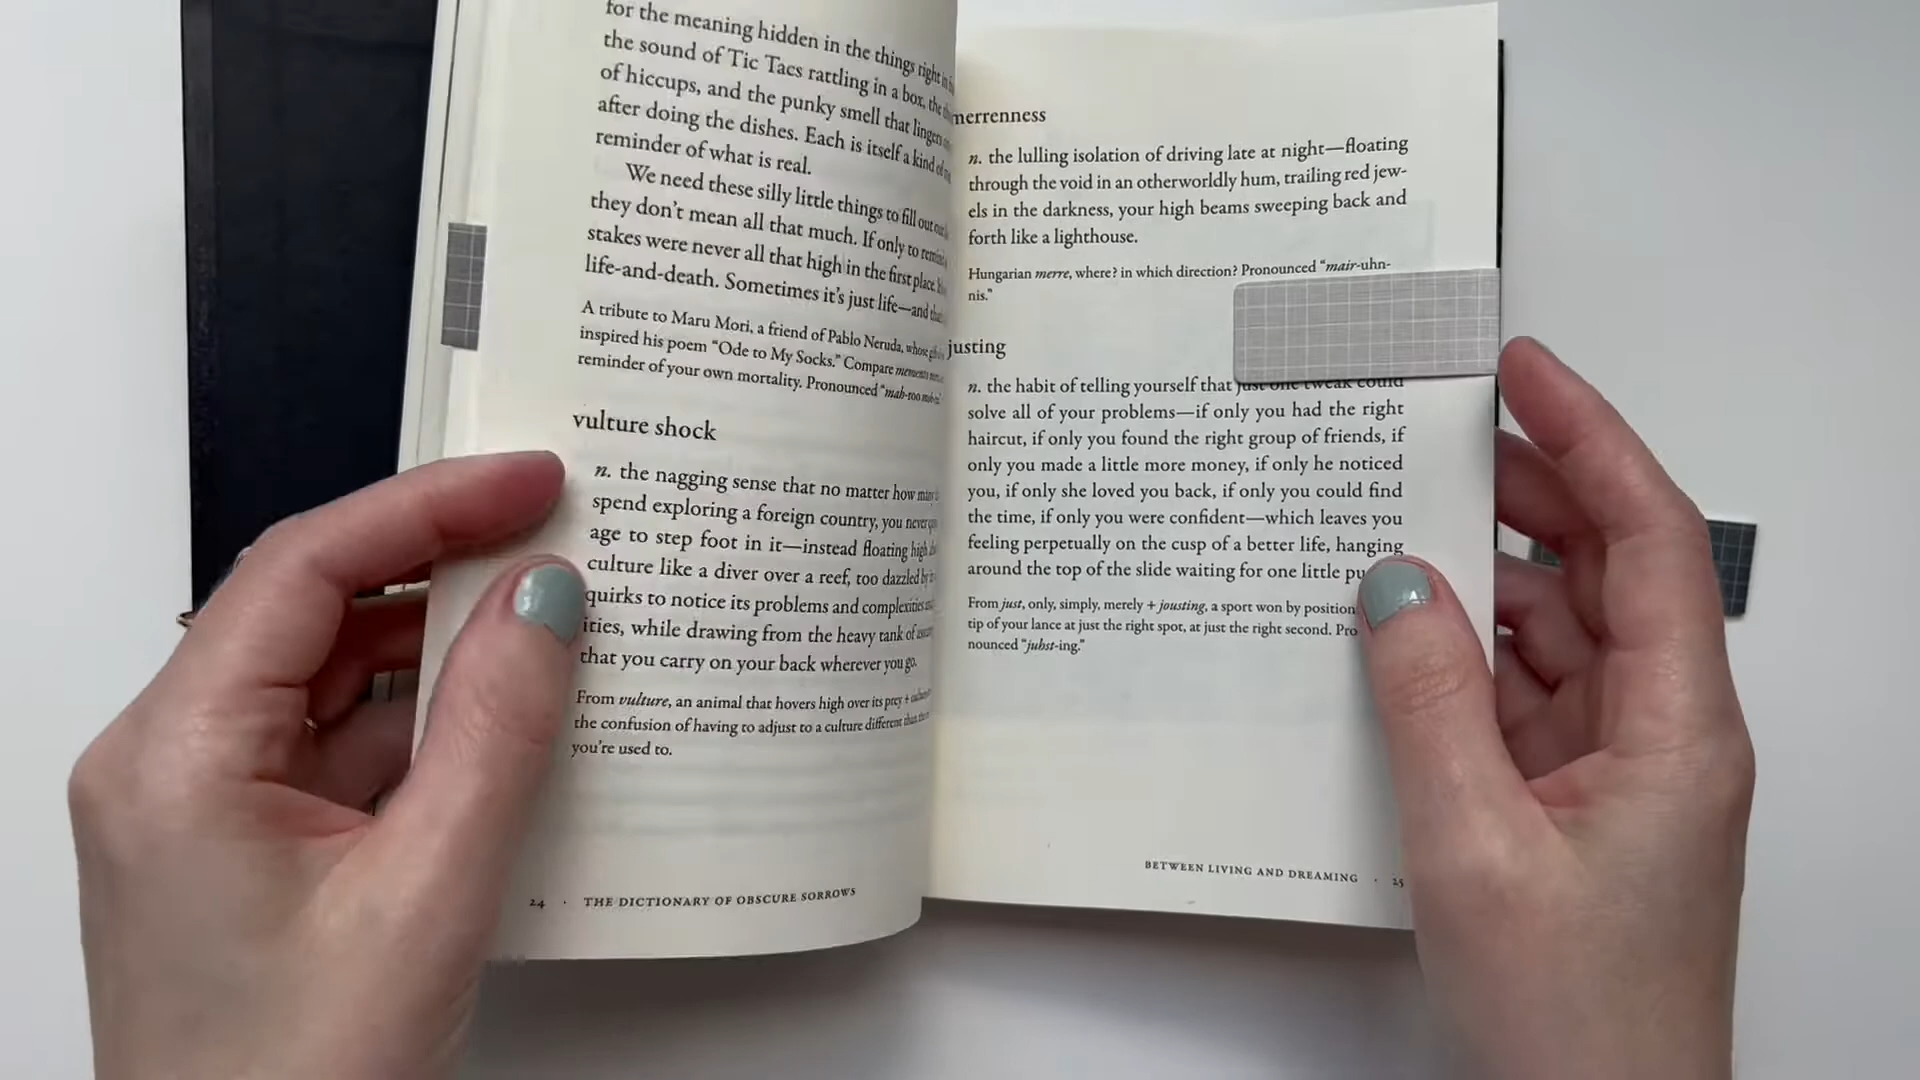 for the meaning hidden in the things right in
the sound of Tic Tacs rattling in a box, the
of hiccups, and the punky smell that lingers
after doing the dishes. Each is itself a kind of
reminder of what is real.
We need these silly little things to fill out
they don't mean all that much. If only to
stakes were never all that high in the first place.
life-and-death. Sometimes it's just life—and
A tribute to Maru Mori, a friend of Pablo Neruda, whose
inspired his poem "Ode to My Socks." Compare
reminder of your own mortality. Pronounced "mah-roo
vulture shock
n. the nagging sense that no matter how
spend exploring a foreign country, you never
age to step foot in it—instead floating high
culture like a diver over a reef, too dazzled by
quirks to notice its problems and complexities
ities, while drawing from the heavy tank of
that you carry on your back wherever you go.
From vulture, an animal that hovers high over its prey +
the confusion of having to adjust to a culture different than
you're used to.
24 · THE DICTIONARY OF OBSCURE SORROWS
merrenness
n. the lulling isolation of driving late at night—floating
through the void in an otherworldly hum, trailing red jew-
els in the darkness, your high beams sweeping back and
forth like a lighthouse.
Hungarian merre, where? in which direction? Pronounced "mair-uhn-
nis."
justing
n. the habit of telling yourself that just one tweak could
solve all of your problems—if only you had the right
haircut, if only you found the right group of friends, if
only you made a little more money, if only he noticed
you, if only she loved you back, if only you could find
the time, if only you were confident—which leaves you
feeling perpetually on the cusp of a better life, hanging
around the top of the slide waiting for one little
From just, only, simply, merely + jousting, a sport won by position
tip of your lance at just the right spot, at just the right second. Pro
nounced "juhst-ing."
BETWEEN LIVING AND DREAMING · 25